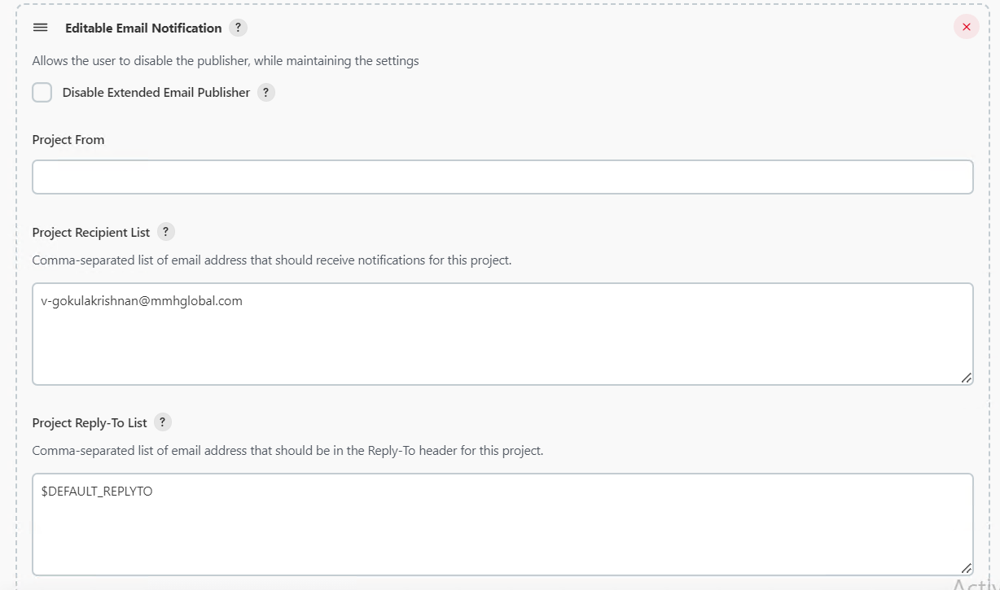 Editable Email Notification ?
Allows the user to disable the publisher, while maintaining the settings
Disable Extended Email Publisher ?
Project From
Project Recipient List ?
Comma-separated list of email address that should receive notifications for this project.
v-gokulakrishnan@mmhglobal.com
Project Reply-To List ?
Comma-separated list of email address that should be in the Reply-To header for this project.
$DEFAULT_REPLYTO